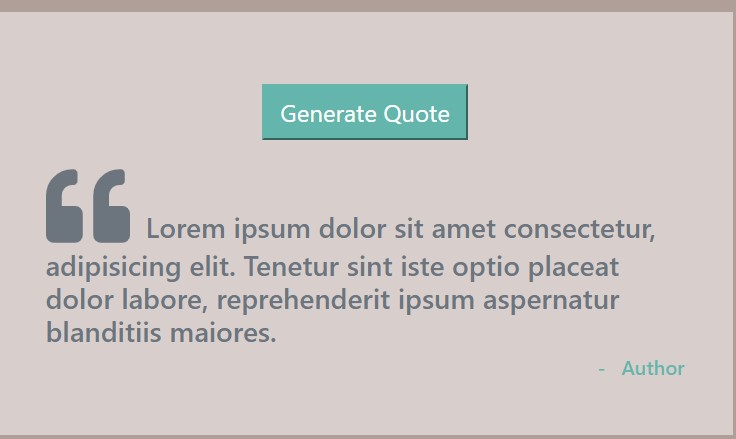 Generate Quote
Lorem ipsum dolor sit amet consectetur,
adipisicing elit. Tenetur sint iste optio placeat
dolor labore, reprehenderit ipsum aspernatur
blanditiis maiores.
- Author